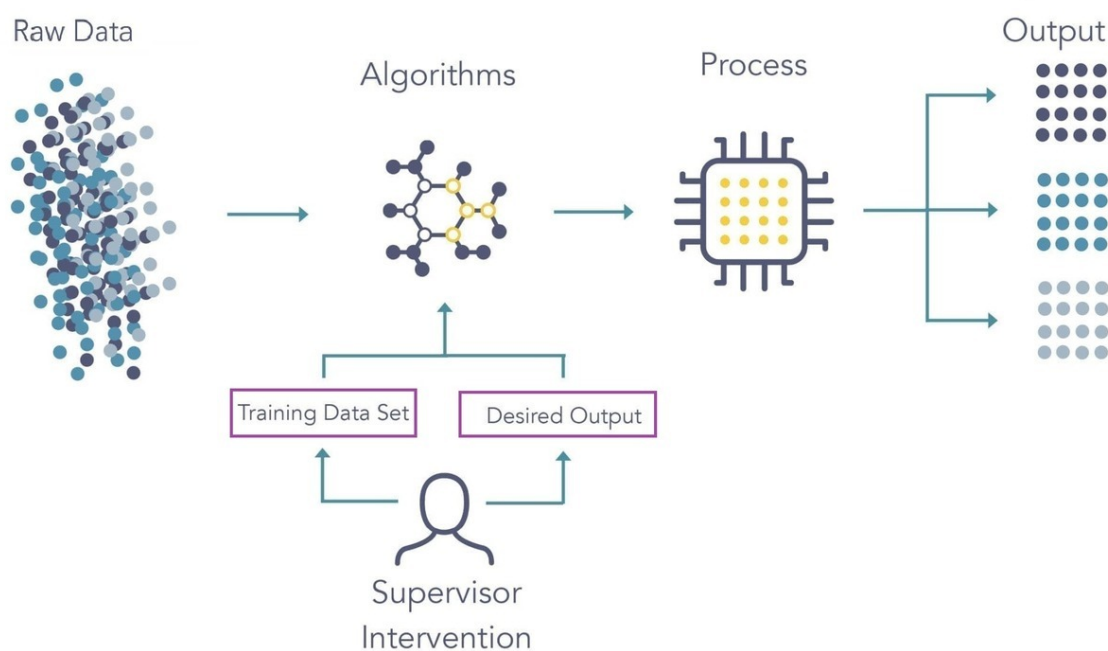 Raw Data
Algorithms
Process
Output
Training Data Set
Desired Output
Supervisor
Intervention